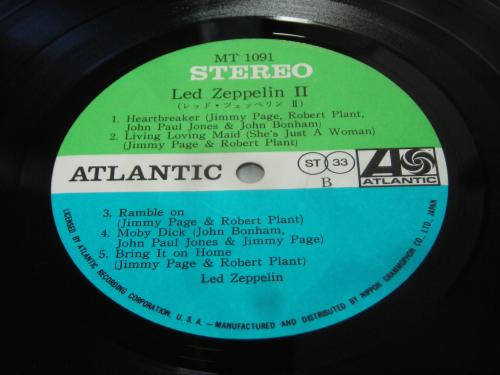 MT 1091
STEREO
Led Zeppelin II
(レッド・ツェッペリン Ⅱ)
1. Heartbreaker (Jimmy Page, Robert Plant,
John Paul Jones & John Bonham)
2. Living Loving Maid (She's Just A Woman)
(Jimmy Page & Robert Plant)
ATLANTIC
ST 33
B
ATLANTIC
3. Ramble on
(Jimmy Page & Robert Plant)
4. Moby Dick (John Bonham,
John Paul Jones & Jimmy Page)
5. Bring It on Home
(Jimmy Page & Robert Plant)
Led Zeppelin
LICENSED BY ATLANTIC RECORDING CORPORATION, U.S.A.—MANUFACTURED AND DISTRIBUTED BY NIPPON GRAMMOPHON CO., LTD., JAPAN